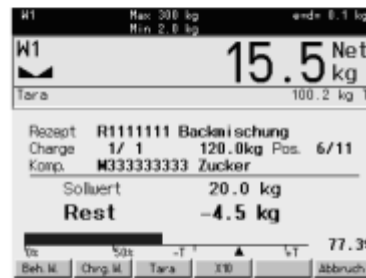 W1 Max 300 kg e=d= 0.1 kg
Min 2.0 kg
W1 15.5 Net kg
Tara 100.2 kg T
Rezept R1111111 Backmischung
Charge 1/ 1 120.0kg Pos. 6/11
Komp. M333333333 Zucker
Sollwert 20.0 kg
Rest -4.5 kg
0% 50% -T +T 77.3
Beh.W. Chrg.W. Tara X10 Abbruch